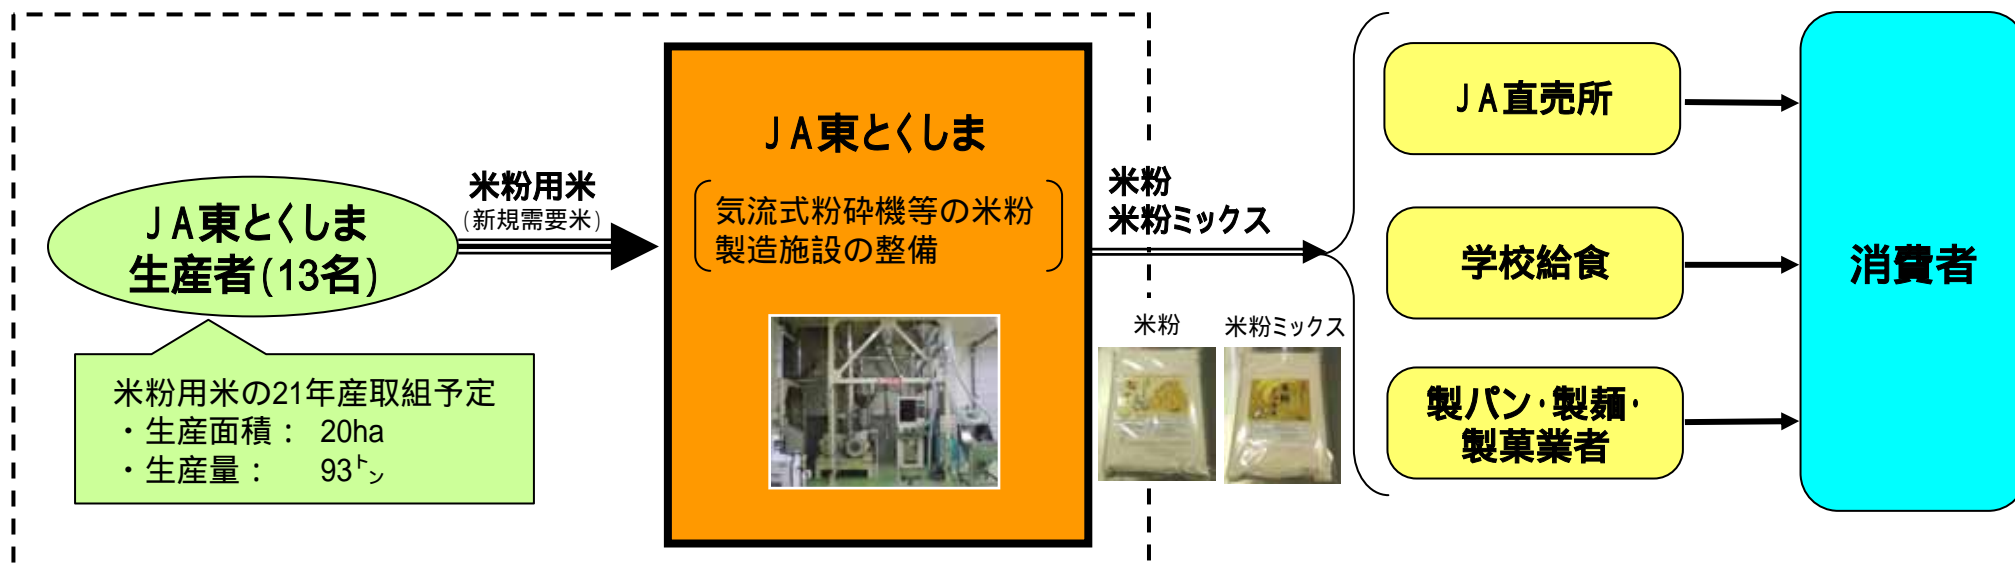 JA東とくしま
生産者(13名)
米粉用米
(新規需要米)
米粉用米の21年産取組予定
・生産面積： 20ha
・生産量： 93トン
JA東とくしま
気流式粉砕機等の米粉
製造施設の整備
米粉
米粉ミックス
米粉
米粉ミックス
JA直売所
学校給食
製パン・製麺・
製菓業者
消費者